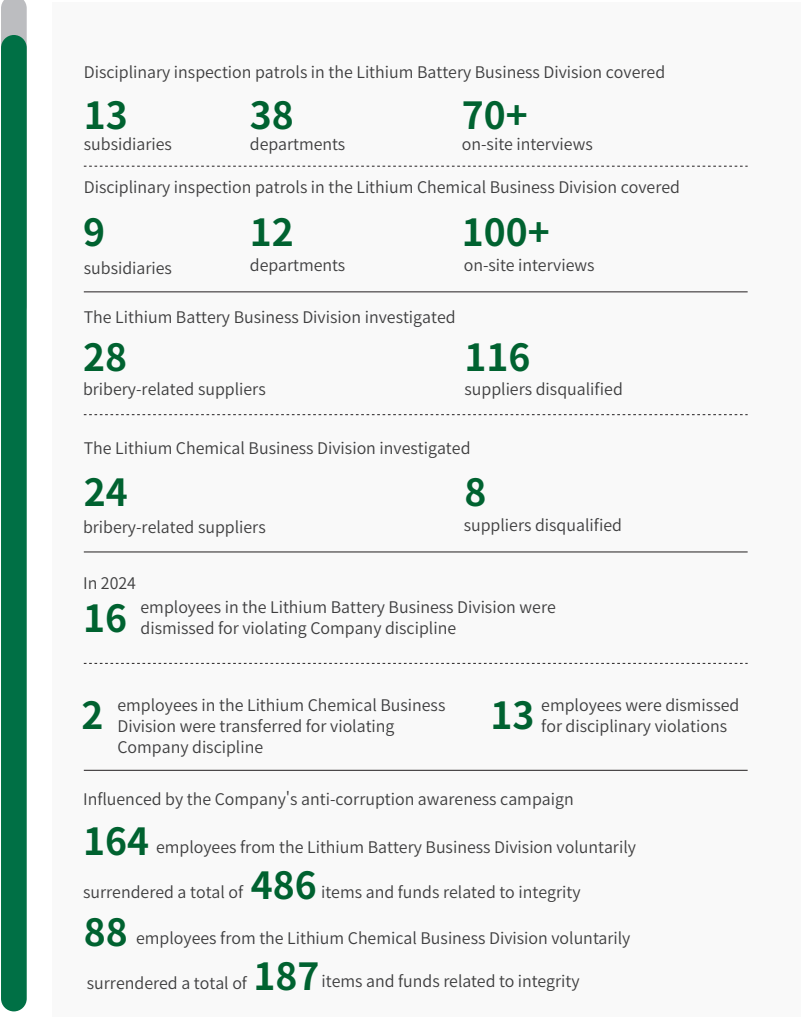 Disciplinary inspection patrols in the Lithium Battery Business Division covered
13 38 70+
subsidiaries departments on-site interviews
Disciplinary inspection patrols in the Lithium Chemical Business Division covered
9 12 100+
subsidiaries departments on-site interviews
The Lithium Battery Business Division investigated
28 116
bribery-related suppliers suppliers disqualified
The Lithium Chemical Business Division investigated
24 8
bribery-related suppliers suppliers disqualified
In 2024
16 employees in the Lithium Battery Business Division were
dismissed for violating Company discipline
2 employees in the Lithium Chemical Business
Division were transferred for violating
Company discipline
13 employees were dismissed
for disciplinary violations
Influenced by the Company's anti-corruption awareness campaign
164 employees from the Lithium Battery Business Division voluntarily
surrendered a total of 486 items and funds related to integrity
88 employees from the Lithium Chemical Business Division voluntarily
surrendered a total of 187 items and funds related to integrity